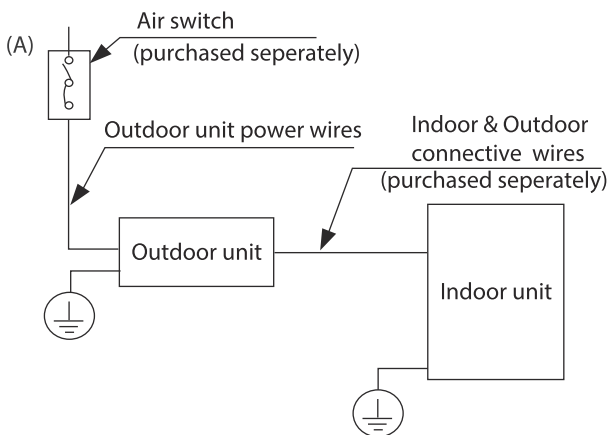 (A)
Air switch
(purchased seperately)
Outdoor unit power wires
Indoor & Outdoor
connective wires
(purchased seperately)
Outdoor unit
Indoor unit